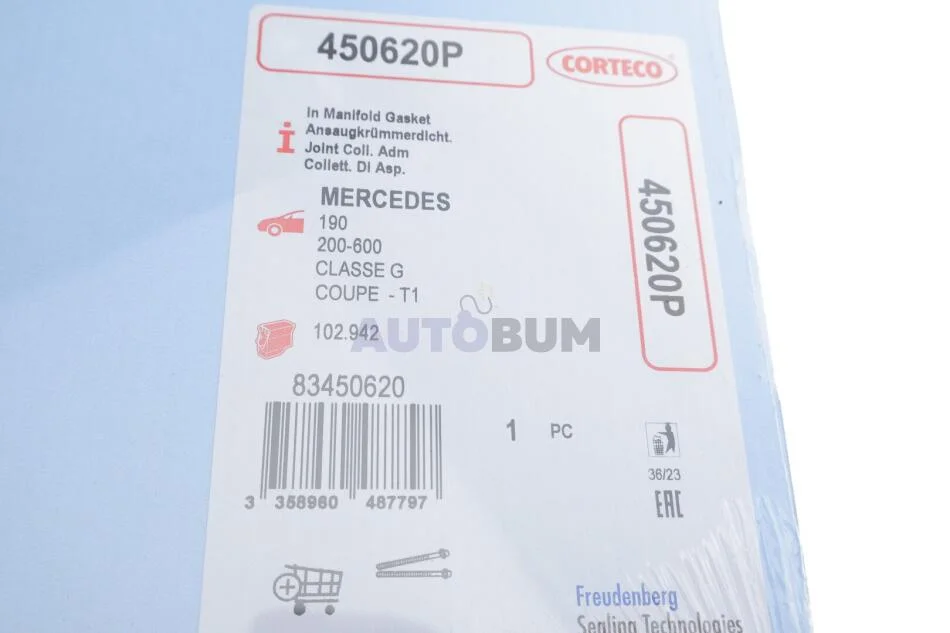 450620P
CORTECO
In Manifold Gasket
Ansaugkrümmerdicht.
Joint Coll. Adm
Collett. Di Asp.
450620P
MERCEDES
190
200-600
CLASSE G
COUPE - T1
102.942
AUTOBUM
83450620
1 PC
3 358960 487797
36/23
EAC
Freudenberg
Sealing Technologies